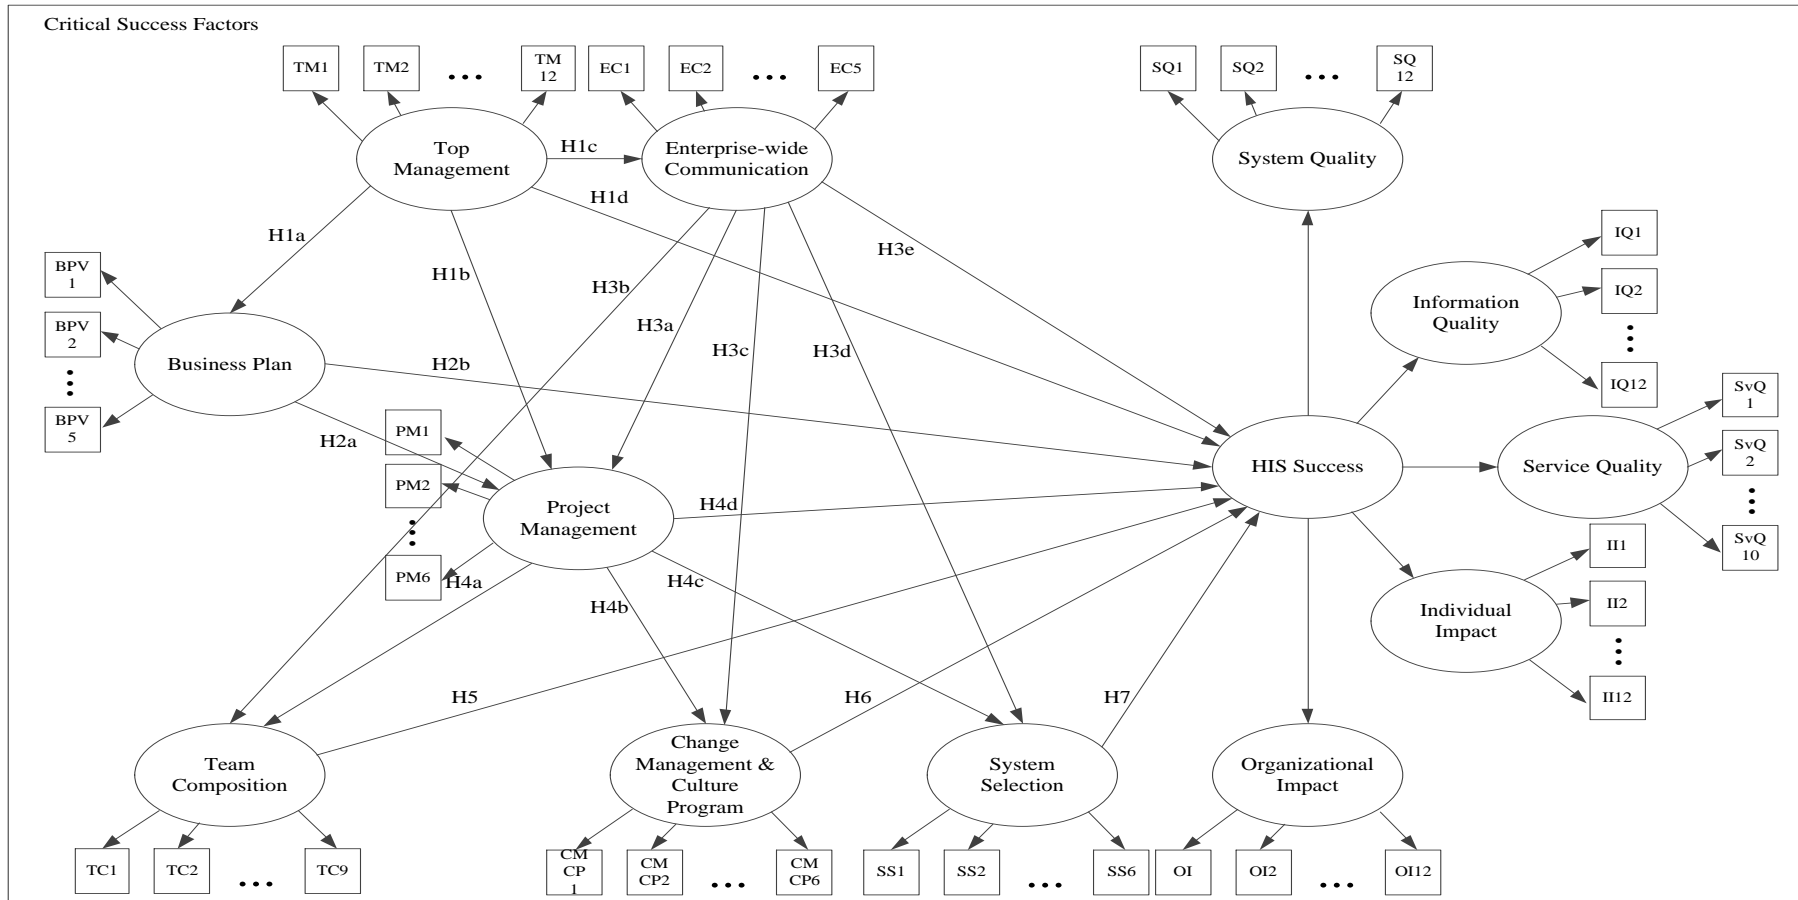 Critical Success Factors
TM1
TM2
TM
12
EC1
EC2
EC5
SQ1
SQ2
SQ
12
Top
Management
H1c
Enterprise-wide
Communication
System Quality
H1d
H1a
H3e
IQ1
BPV
1
H1b
H3b
IQ2
Information
Quality
BPV
2
H3a
H3c
H3d
Business Plan
H2b
IQ12
SvQ
1
BPV
5
H2a
PM1
HIS Success
Service Quality
SvQ
2
PM2
Project
Management
H4d
SvQ
10
II1
PM6
H4a
H4c
H4b
II2
Individual
Impact
H5
H6
H7
II12
Team
Composition
Change
Management &
Culture
Program
System
Selection
Organizational
Impact
TC1
TC2
TC9
CM
CP
1
CM
CP2
CM
CP6
SS1
SS2
SS6
OI
OI2
OI12